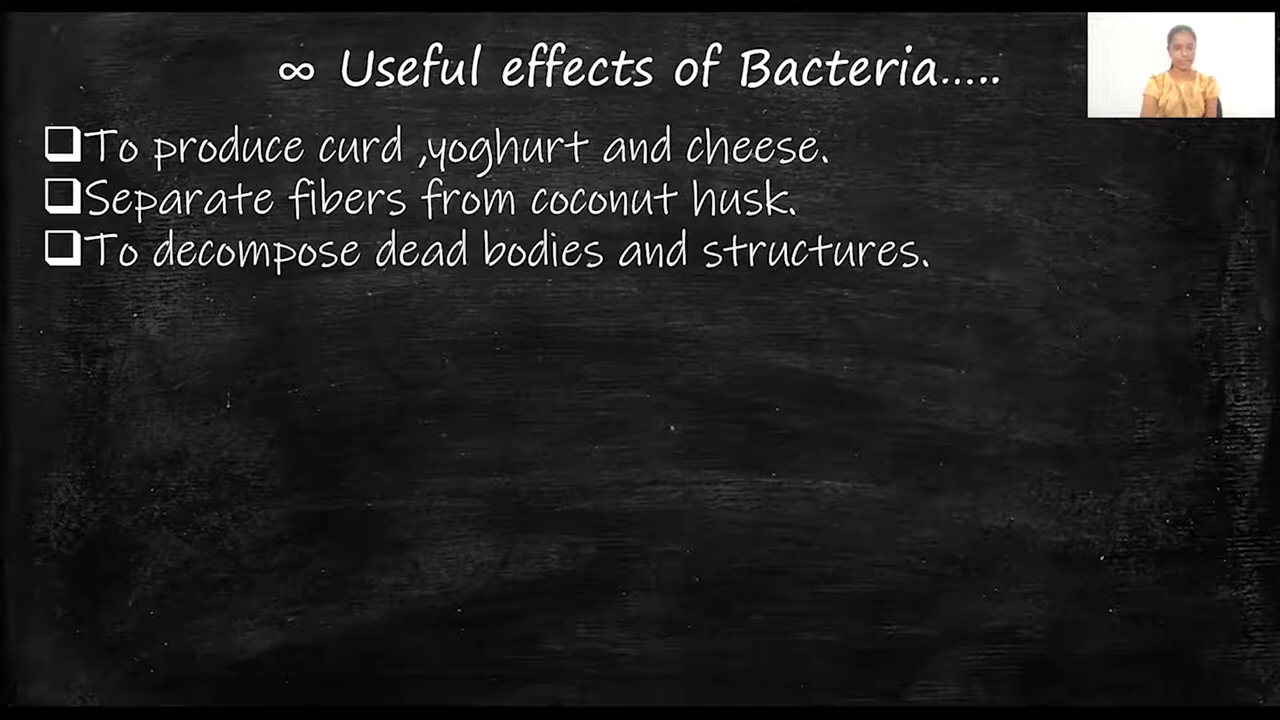 ∞ Useful effects of Bacteria.....
❑To produce curd ,yoghurt and cheese.
❑Separate fibers from coconut husk.
❑To decompose dead bodies and structures.